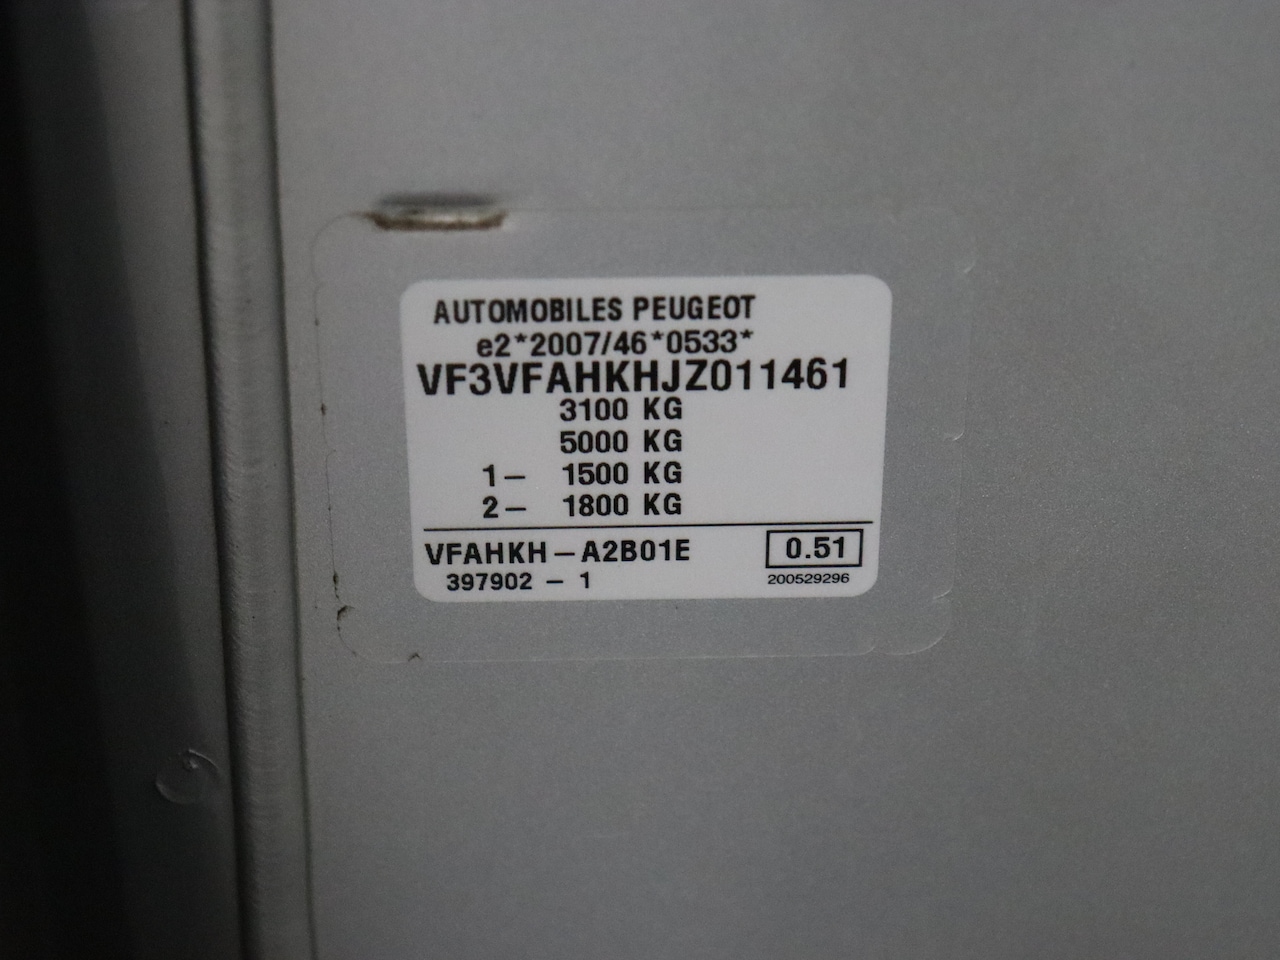 AUTOMOBILES PEUGEOT
e2*2007/46*0533*
VF3VFAHKHJZ011461
3100 KG
5000 KG
1- 1500 KG
2- 1800 KG
VFAHKH-A2B01E 0.51
397902 - 1 200529296